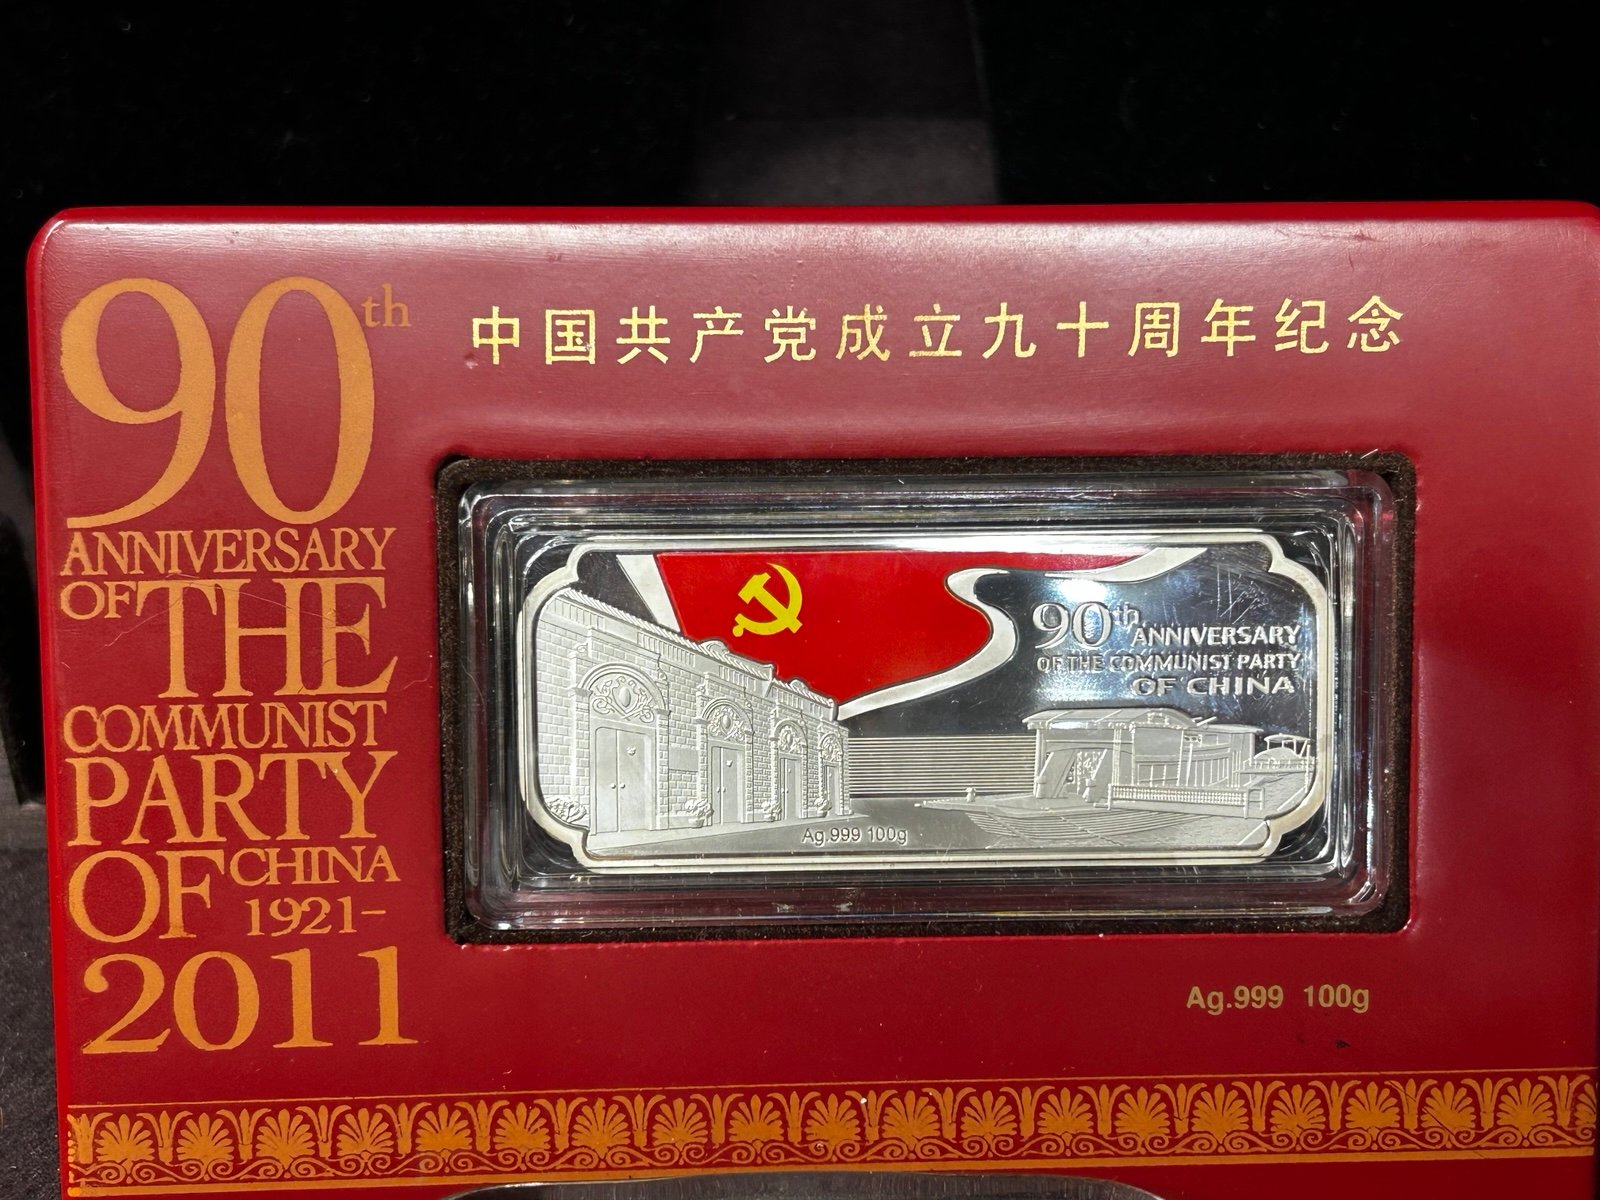 90th
ANNIVERSARY
OF THE
COMMUNIST
PARTY
OF CHINA
1921-
2011
中国共产党成立九十周年纪念
90th ANNIVERSARY
OF THE COMMUNIST PARTY
OF CHINA
Ag.999 100g
Ag.999 100g